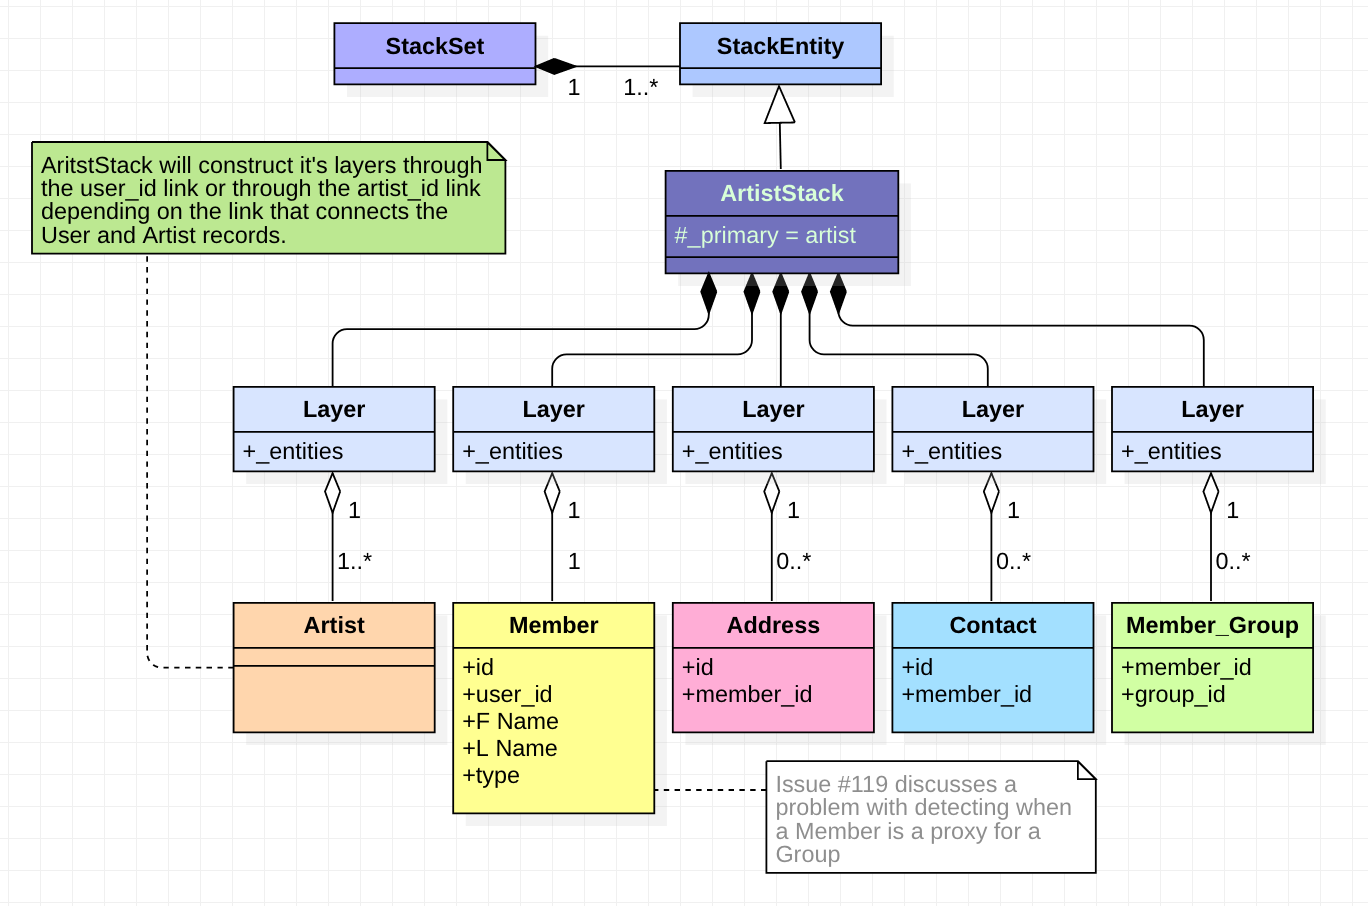 StackSet
StackEntity
1
1..*
AritstStack will construct it's layers through
the user_id link or through the artist_id link
depending on the link that connects the
User and Artist records.
ArtistStack
#_primary = artist
Layer
+_entities
Layer
+_entities
Layer
+_entities
Layer
+_entities
Layer
+_entities
1
1
1
1
1
1..*
1
0..*
0..*
0..*
Artist
Member
+id
+user_id
+F Name
+L Name
+type
Address
+id
+member_id
Contact
+id
+member_id
Member_Group
+member_id
+group_id
Issue #119 discusses a
problem with detecting when
a Member is a proxy for a
Group